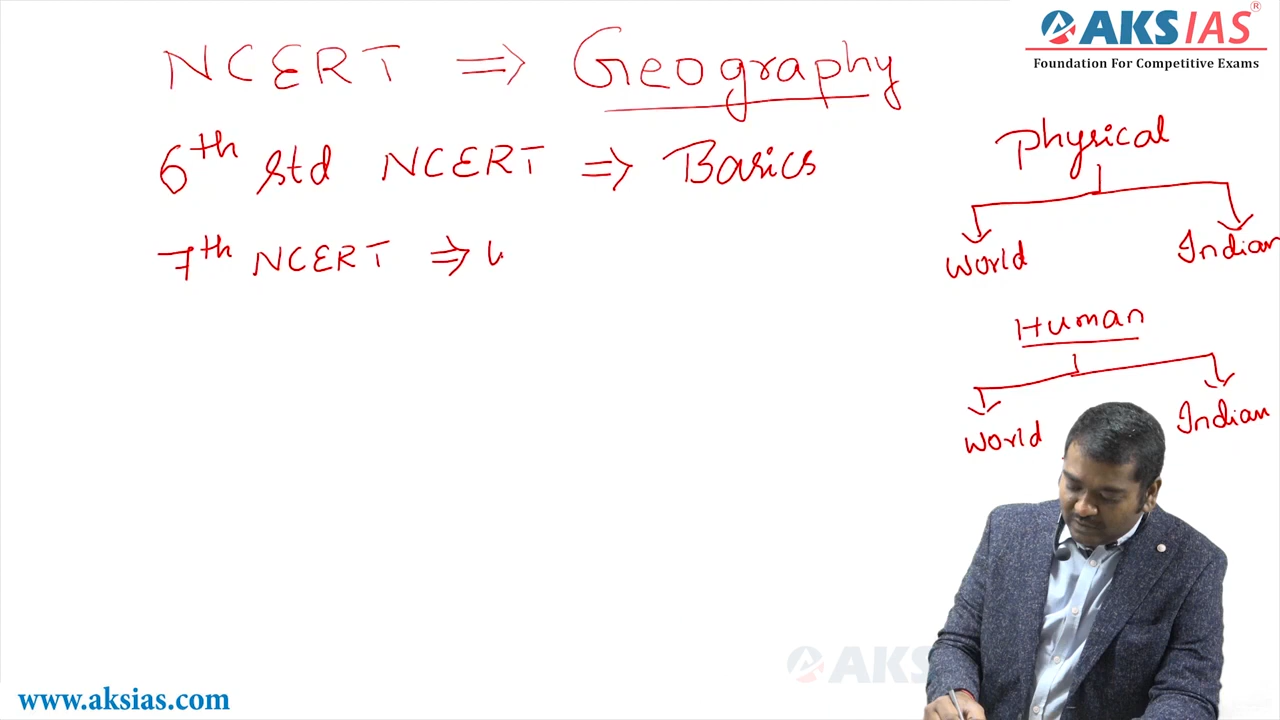 NCERT ⇒ Geography
6th std NCERT ⇒ Basics
7th NCERT ⇒
AKSIAS®
Foundation For Competitive Exams
Physical
World Indian
Human
World Indian
AKS
www.aksias.com